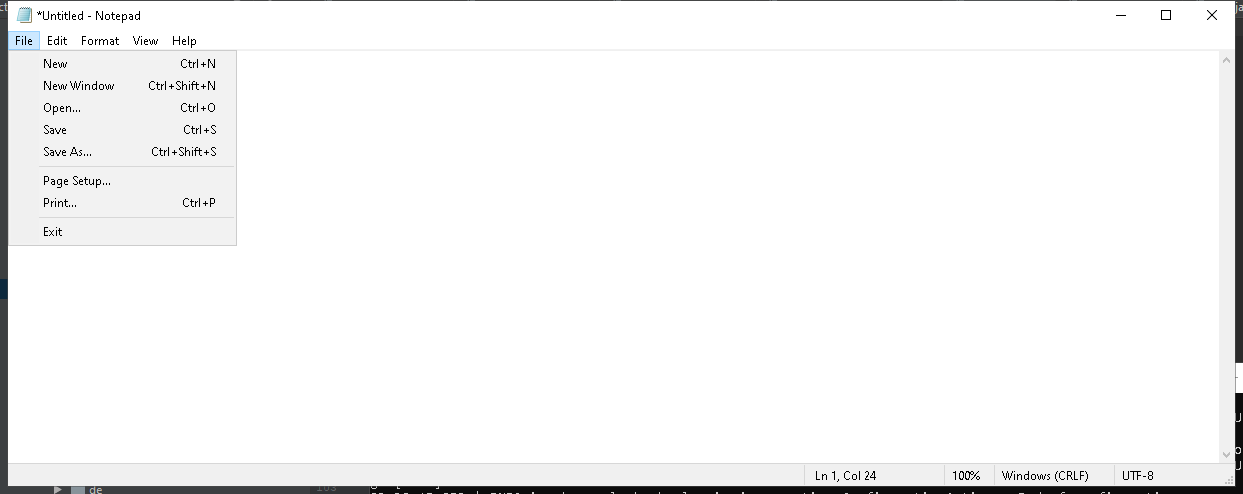 *Untitled - Notepad
File Edit Format View Help
New Ctrl+N
New Window Ctrl+Shift+N
Open... Ctrl+O
Save Ctrl+S
Save As... Ctrl+Shift+S
Page Setup... 
Print... Ctrl+P
Exit
Ln 1, Col 24 100% Windows (CRLF) UTF-8
de